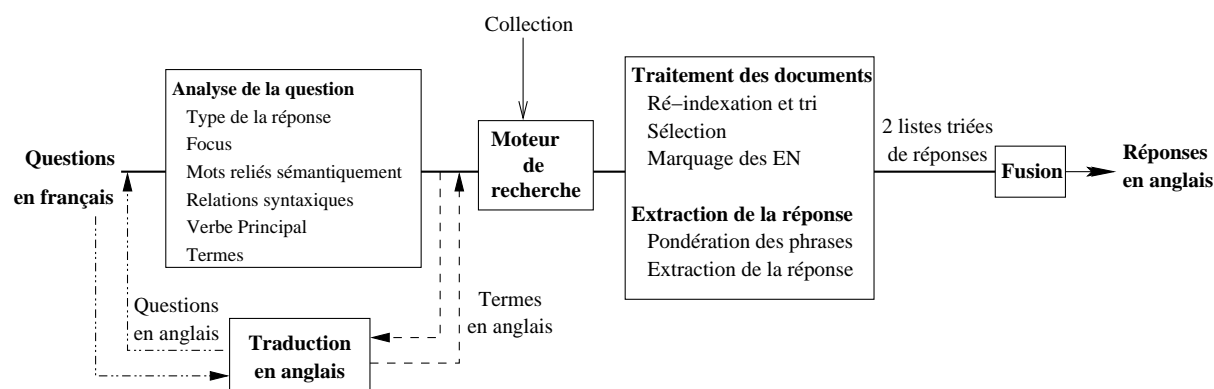 Collection
Questions
en français
Analyse de la question
Type de la réponse
Focus
Mots reliés sémantiquement
Relations syntaxiques
Verbe Principal
Termes
Moteur
de
recherche
Traitement des documents
Ré−indexation et tri
Sélection
Marquage des EN
Extraction de la réponse
Pondération des phrases
Extraction de la réponse
2 listes triées
de réponses
Fusion
Réponses
en anglais
Questions
en anglais
Traduction
en anglais
Termes
en anglais